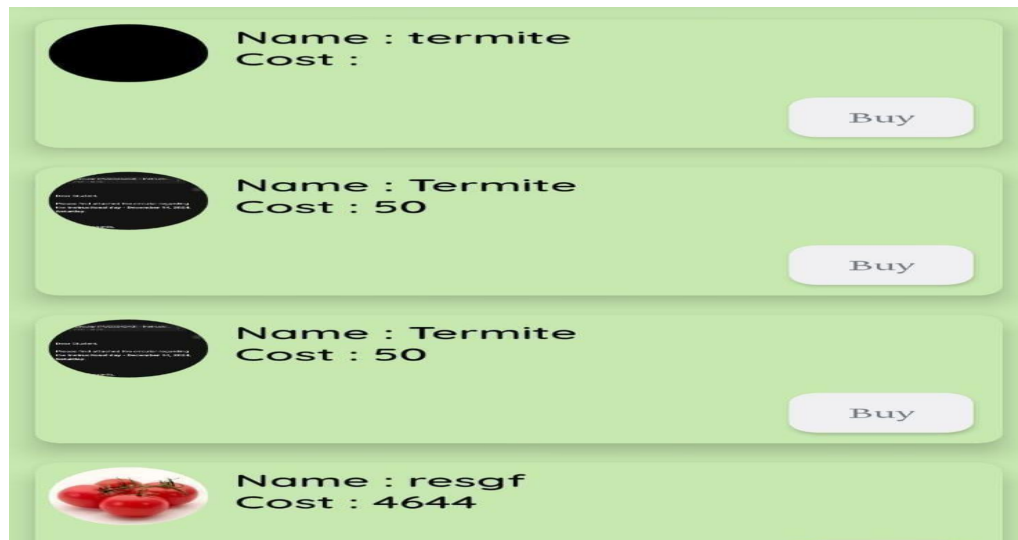 Name : termite
Cost :
Buy
Name : Termite
Cost : 50
Buy
Name : Termite
Cost : 50
Buy
Name : resgf
Cost : 4644